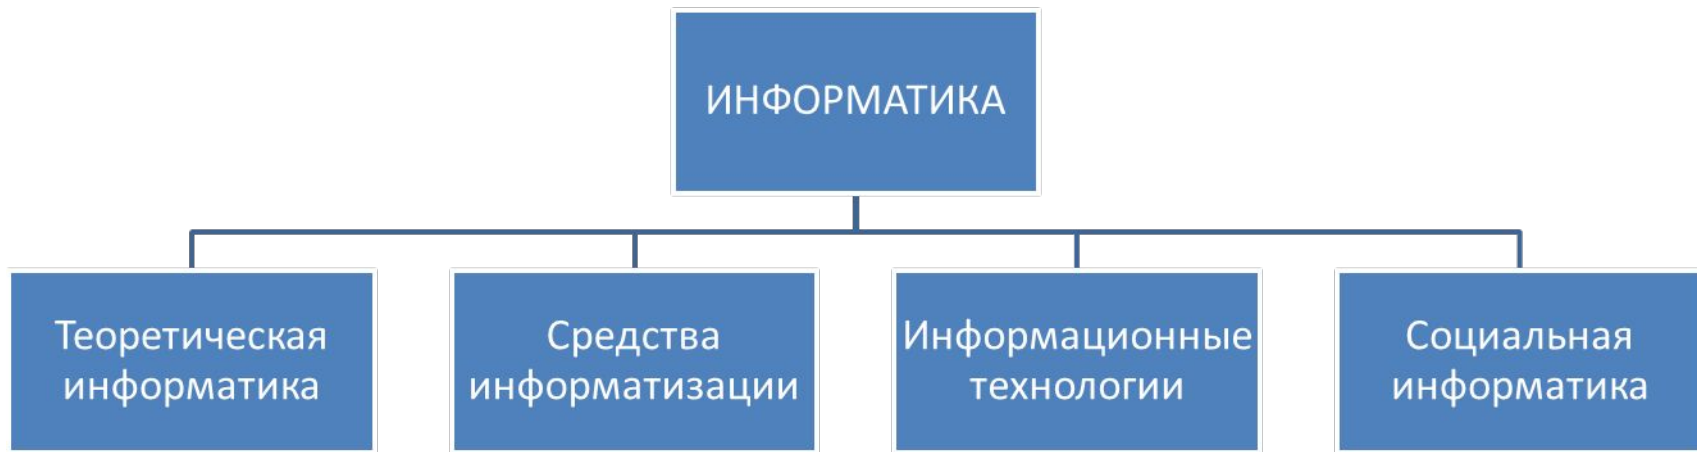 ИНФОРМАТИКА
Теоретическая
информатика
Средства
информатизации
Информационные
технологии
Социальная
информатика